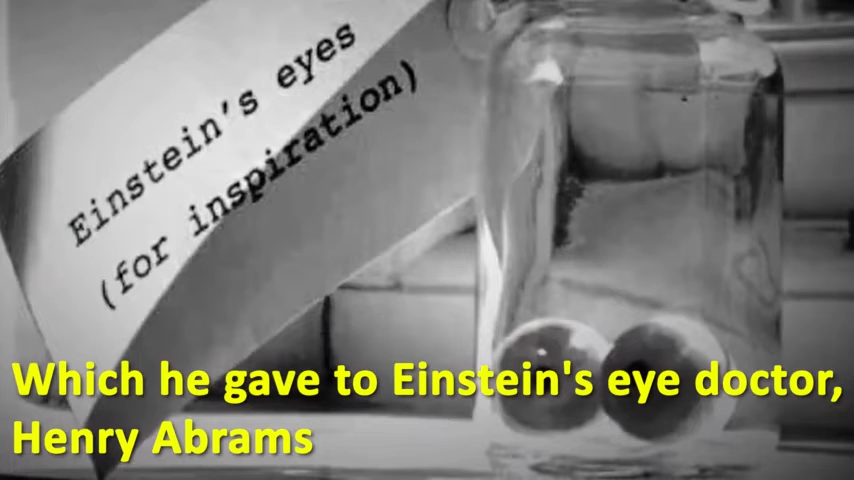 Einstein's eyes
(for inspiration)
Which he gave to Einstein's eye doctor,
Henry Abrams